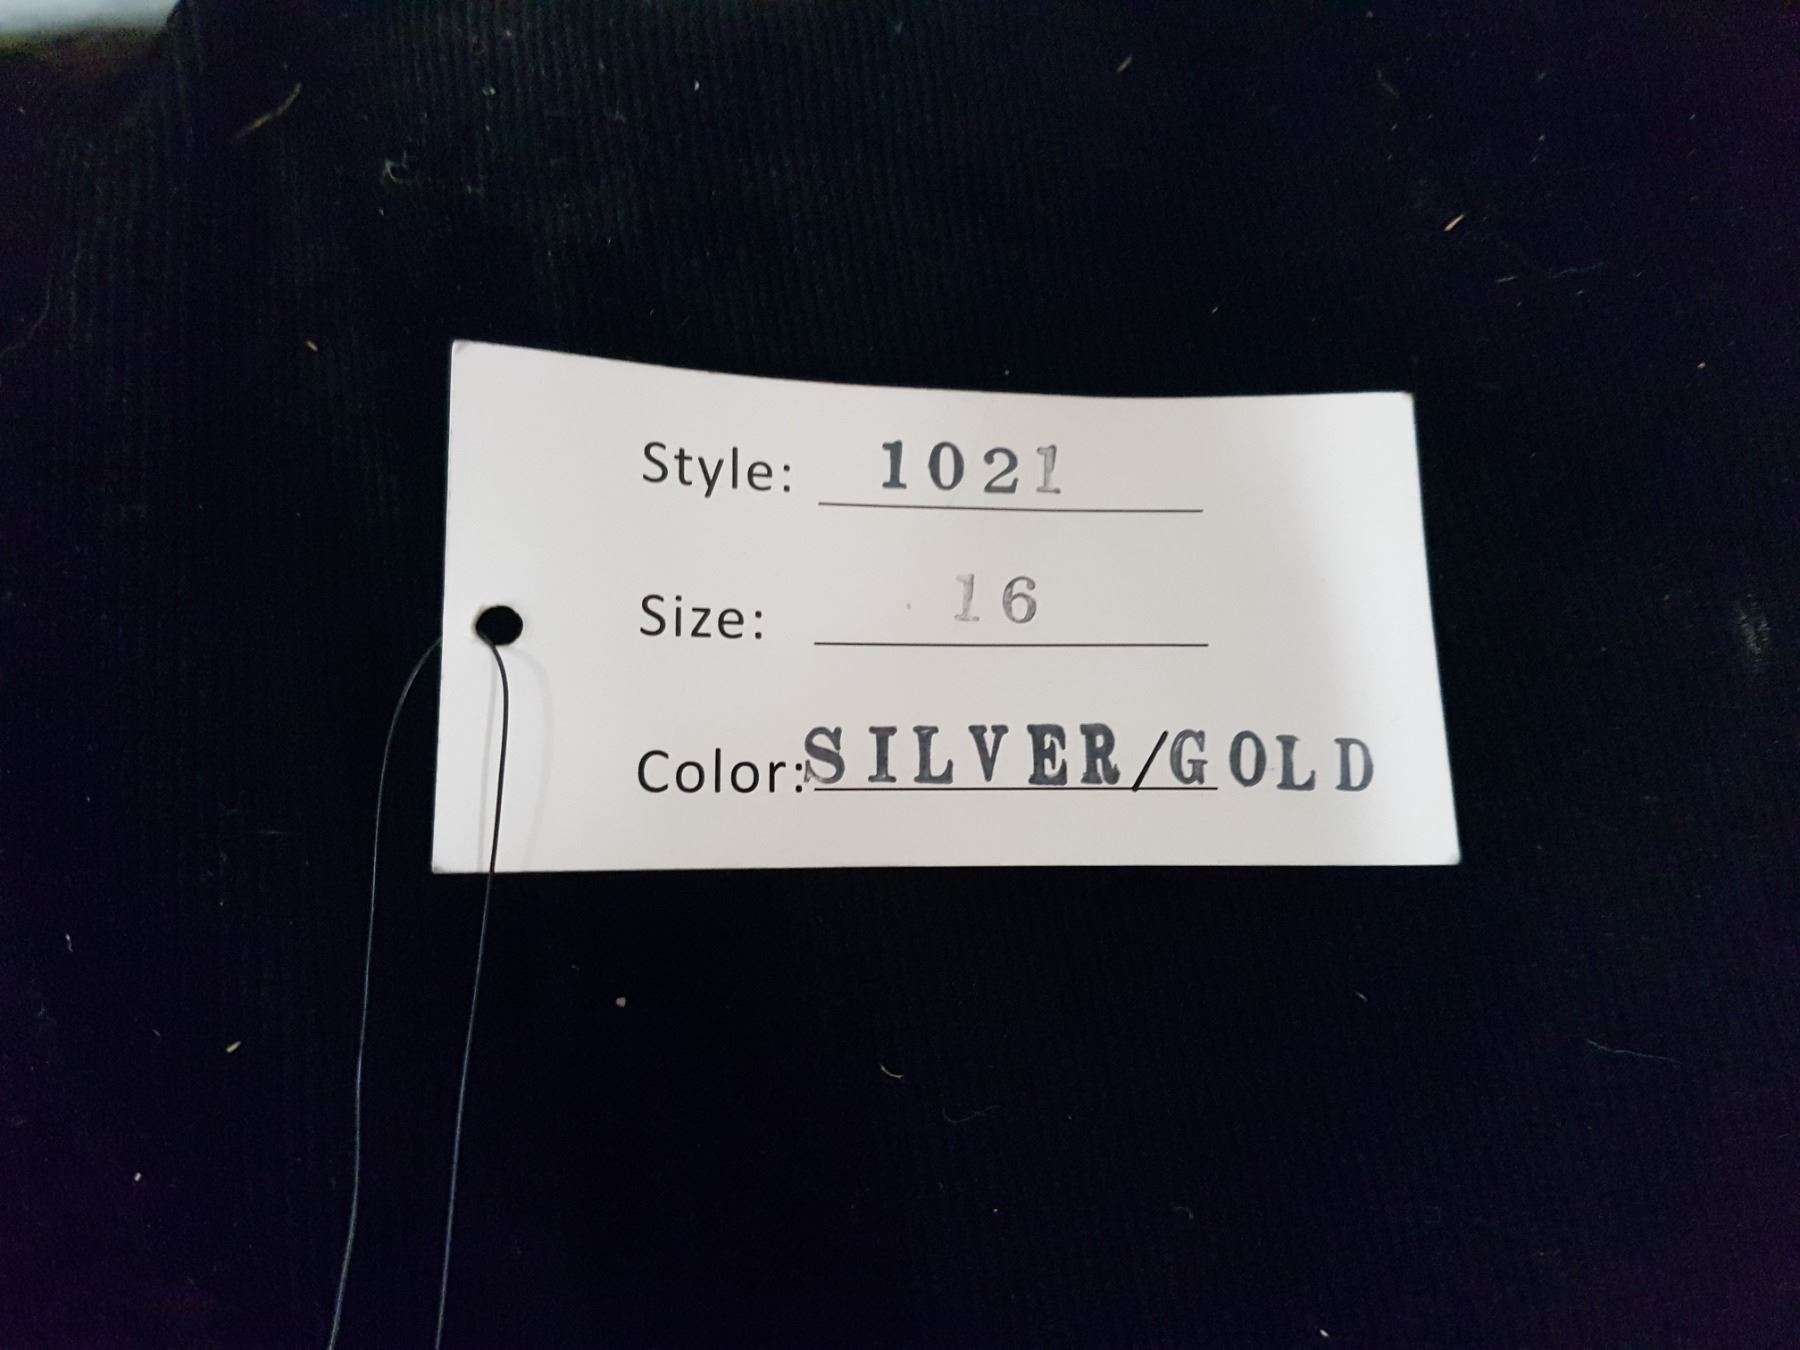 Style: 1021
Size: 16
Color: SILVER/GOLD